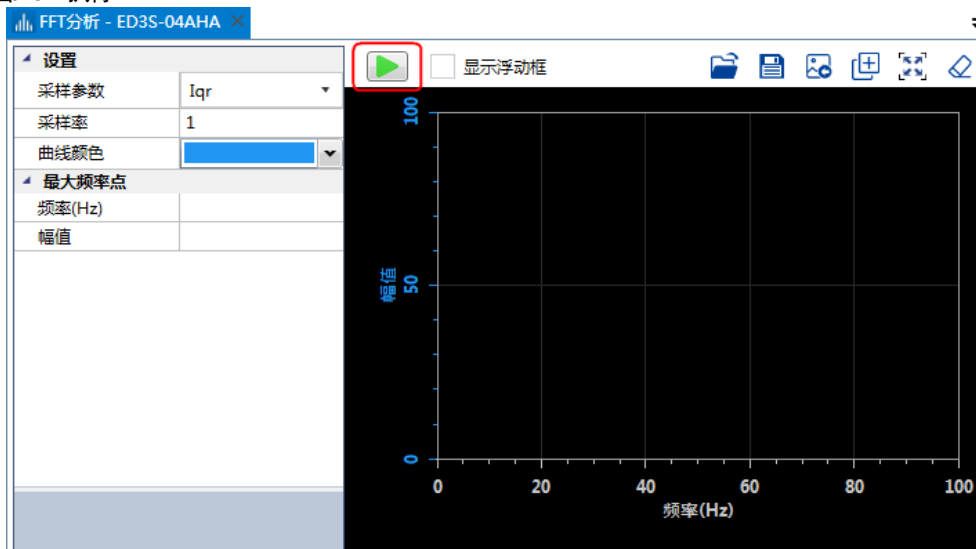 FFT分析 - ED3S-04AHA ×
设置
采样参数 Iqr
采样率 1
曲线颜色
最大频率点
频率(Hz)
幅值
显示浮动框
100
50
0
幅值
0 20 40 60 80 100
频率(Hz)